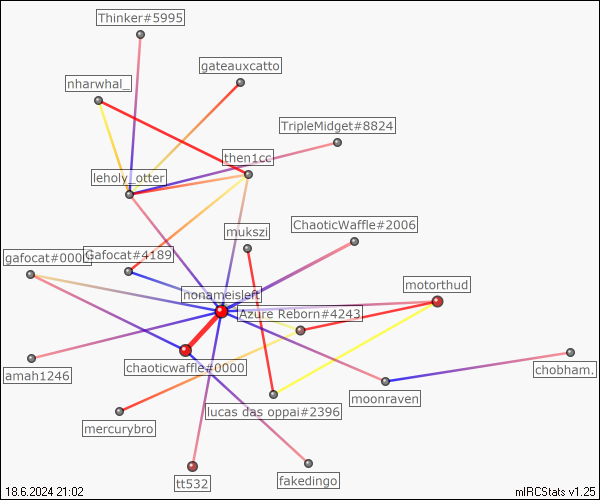 Thinker#5995
gateauxcatto
nharwhal_
TripleMidget#8824
then1cc
leholy_otter
ChaoticWaffle#2006
mukszi
gafocat#0000
Gafocat#4189
motorthud
nonameisleft
Azure Reborn#4243
chaoticwaffle#0000
amah1246
chobham.
moonraven
lucas das oppai#2396
mercurybro
tt532
fakedingo
18.6.2024 21:02
mIRCStats v1.25